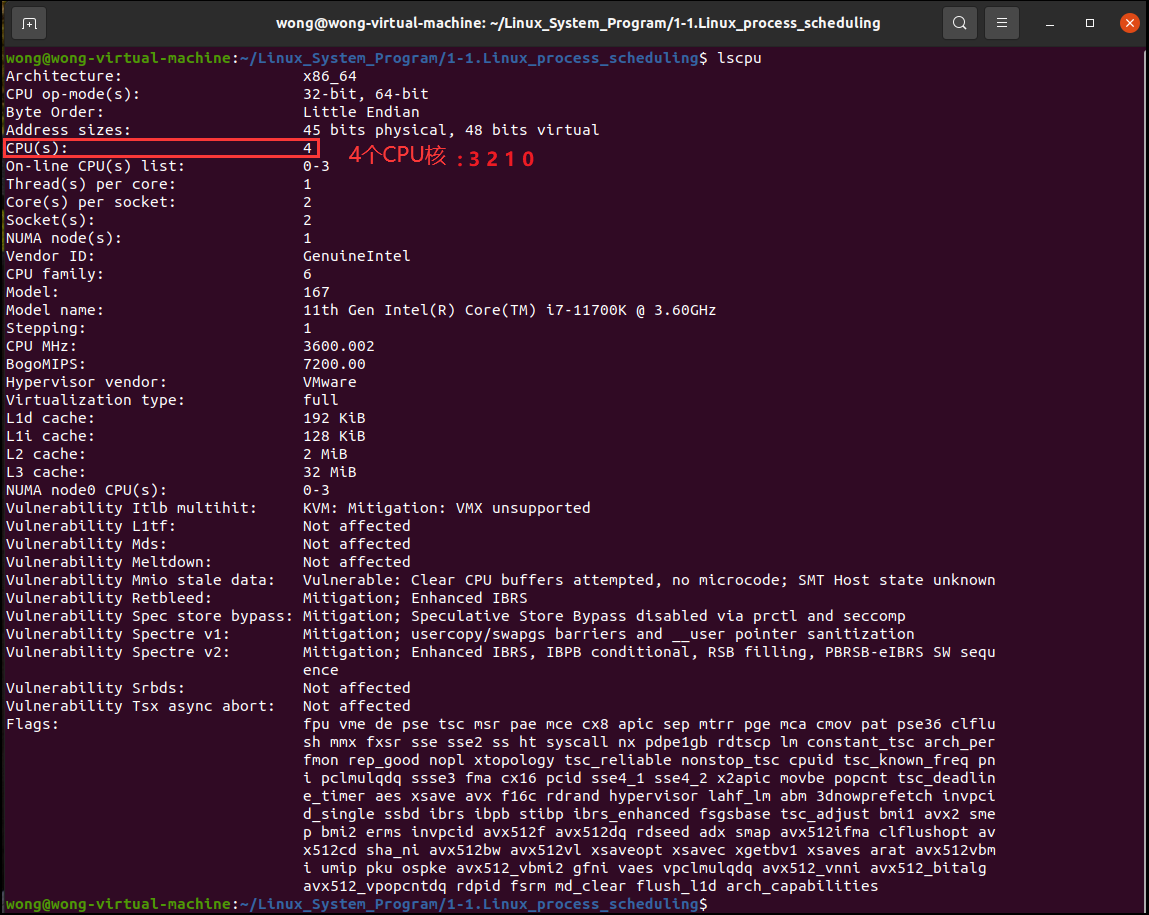 wong@wong-virtual-machine: ~/Linux_System_Program/1-1.Linux_process_scheduling
wong@wong-virtual-machine:~/Linux_System_Program/1-1.Linux_process_scheduling$ lscpu
Architecture: x86_64
CPU op-mode(s): 32-bit, 64-bit
Byte Order: Little Endian
Address sizes: 45 bits physical, 48 bits virtual
CPU(s): 4
4个CPU核 : 3 2 1 0
On-line CPU(s) list: 0-3
Thread(s) per core: 1
Core(s) per socket: 2
Socket(s): 2
NUMA node(s): 1
Vendor ID: GenuineIntel
CPU family: 6
Model: 167
Model name: 11th Gen Intel(R) Core(TM) i7-11700K @ 3.60GHz
Stepping: 1
CPU MHz: 3600.002
BogoMIPS: 7200.00
Hypervisor vendor: VMware
Virtualization type: full
L1d cache: 192 KiB
L1i cache: 128 KiB
L2 cache: 2 MiB
L3 cache: 32 MiB
NUMA node0 CPU(s): 0-3
Vulnerability Itlb multihit: KVM: Mitigation: VMX unsupported
Vulnerability L1tf: Not affected
Vulnerability Mds: Not affected
Vulnerability Meltdown: Not affected
Vulnerability Mmio stale data: Vulnerable: Clear CPU buffers attempted, no microcode; SMT Host state unknown
Vulnerability Retbleed: Mitigation; Enhanced IBRS
Vulnerability Spec store bypass: Mitigation; Speculative Store Bypass disabled via prctl and seccomp
Vulnerability Spectre v1: Mitigation; usercopy/swapgs barriers and __user pointer sanitization
Vulnerability Spectre v2: Mitigation; Enhanced IBRS, IBPB conditional, RSB filling, PBRSB-eIBRS SW sequ
ence
Vulnerability Srbds: Not affected
Vulnerability Tsx async abort: Not affected
Flags: fpu vme de pse tsc msr pae mce cx8 apic sep mtrr pge mca cmov pat pse36 clflu
sh mmx fxsr sse sse2 ss ht syscall nx pdpe1gb rdtscp lm constant_tsc arch_per
fmon rep_good nopl xtopology tsc_reliable nonstop_tsc cpuid tsc_known_freq pn
i pclmulqdq ssse3 fma cx16 pcid sse4_1 sse4_2 x2apic movbe popcnt tsc_deadlin
e_timer aes xsave avx f16c rdrand hypervisor lahf_lm abm 3dnowprefetch invpci
d_single ssbd ibrs ibpb stibp ibrs_enhanced fsgsbase tsc_adjust bmi1 avx2 sme
p bmi2 erms invpcid avx512f avx512dq rdseed adx smap avx512ifma clflushopt av
x512cd sha_ni avx512bw avx512vl xsaveopt xsavec xgetbv1 xsaves arat avx512vbm
i umip pku ospke avx512_vbmi2 gfni vaes vpclmulqdq avx512_vnni avx512_bitalg
avx512_vpopcntdq rdpid fsrm md_clear flush_l1d arch_capabilities
wong@wong-virtual-machine:~/Linux_System_Program/1-1.Linux_process_scheduling$